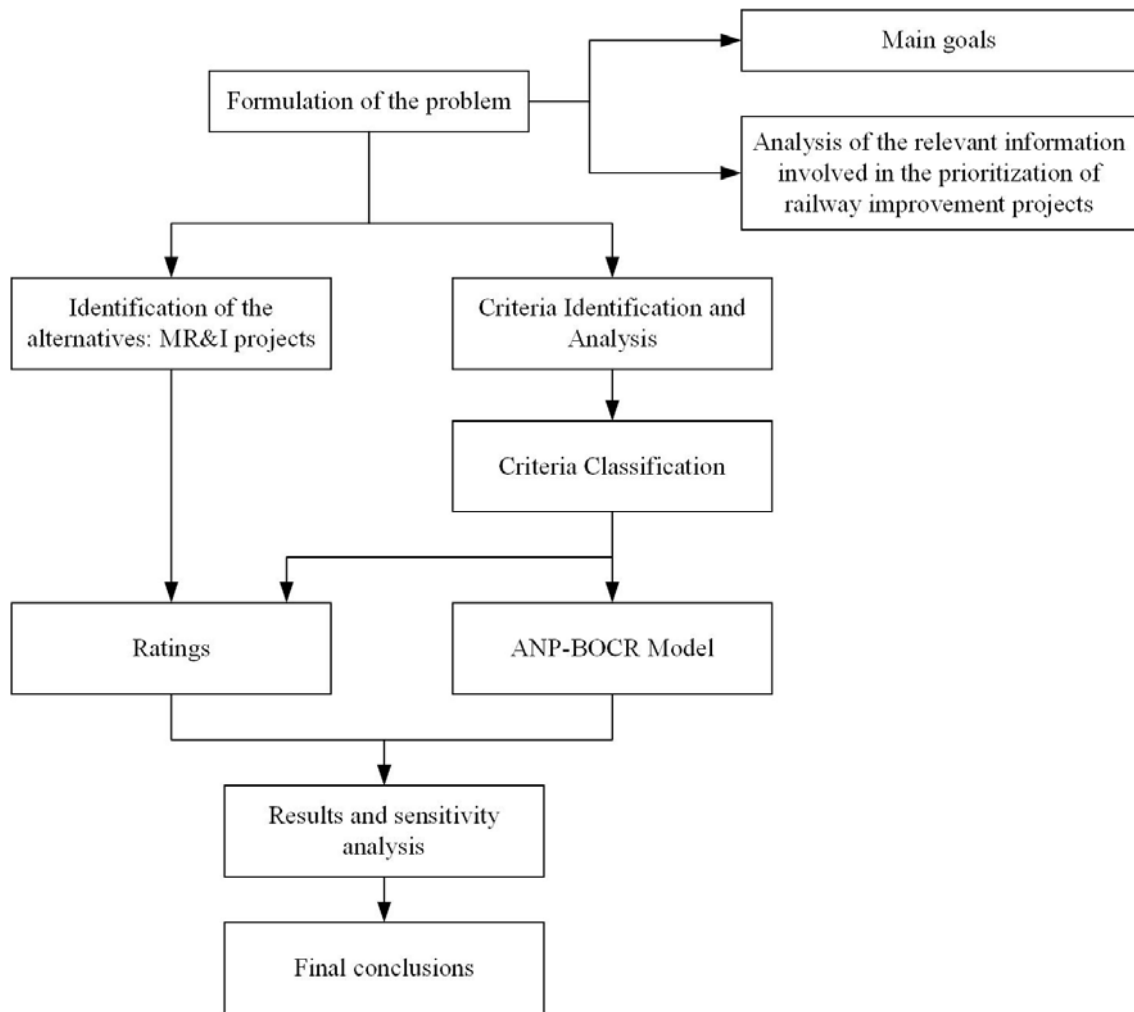 Main goals
Formulation of the problem
Analysis of the relevant information
involved in the prioritization of
railway improvement projects
Identification of the
alternatives: MR&I projects
Criteria Identification and
Analysis
Criteria Classification
Ratings
ANP-BOCR Model
Results and sensitivity
analysis
Final conclusions